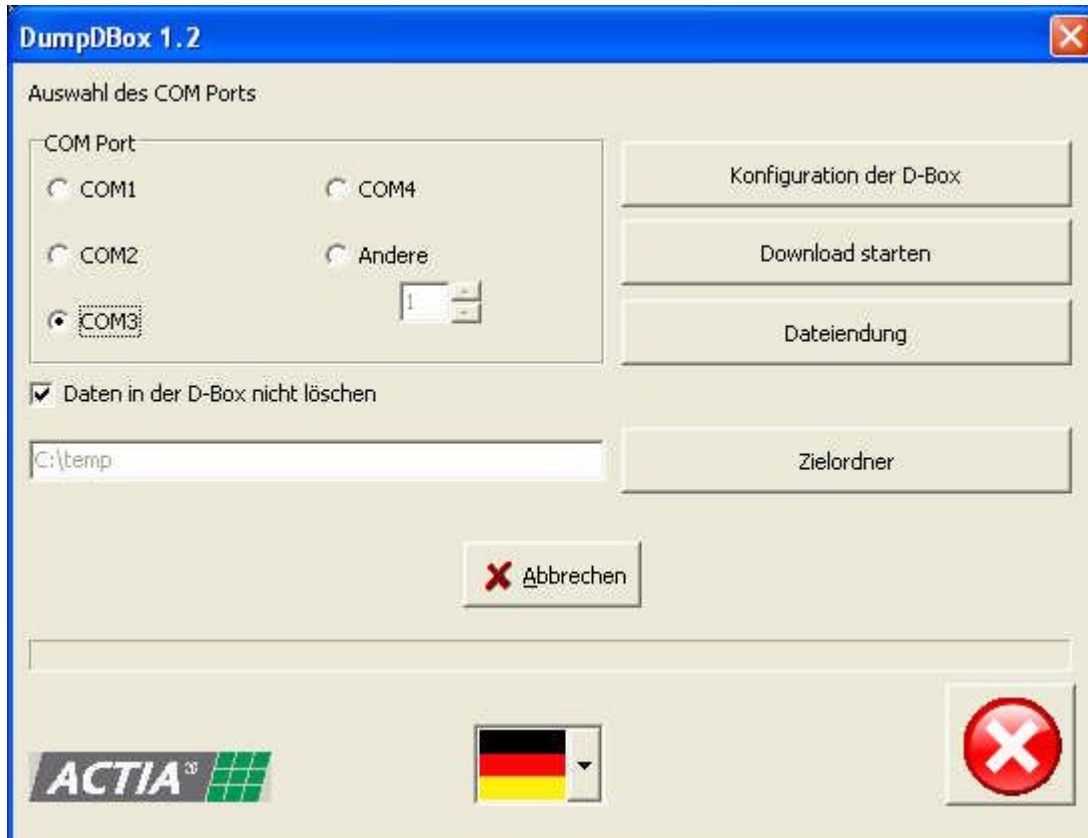 DumpDBox 1.2
Auswahl des COM Ports
COM Port
COM1
COM4
COM2
Andere
1
COM3
Konfiguration der D-Box
Download starten
Dateiendung
Daten in der D-Box nicht löschen
C:\temp
Zielordner
Abbrechen
ACTIA®